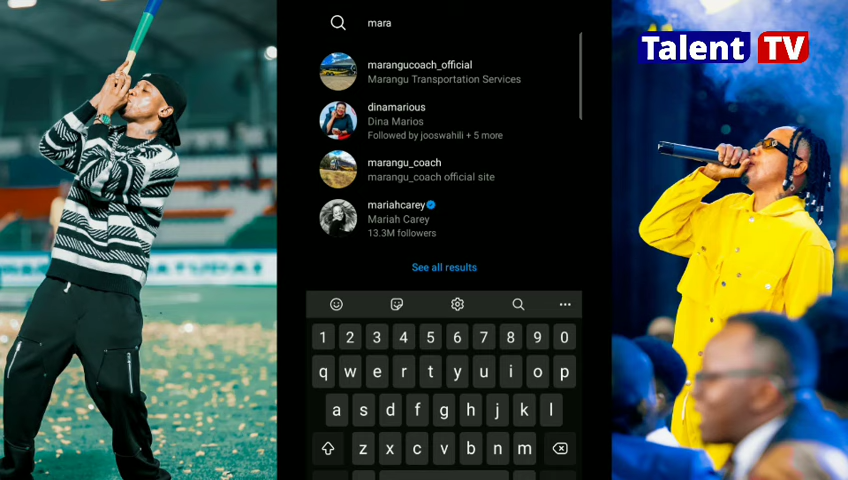 mara
marangucoach_official
Marangu Transportation Services
dinamarious
Dina Marios
Followed by jooswahili + 5 more
marangu_coach
marangu_coach official site
mariahcarey
Mariah Carey
13.3M followers
See all results
1 2 3 4 5 6 7 8 9 0
q w e r t y u i o p
a s d f g h j k l
z x c v b n m
Talent TV